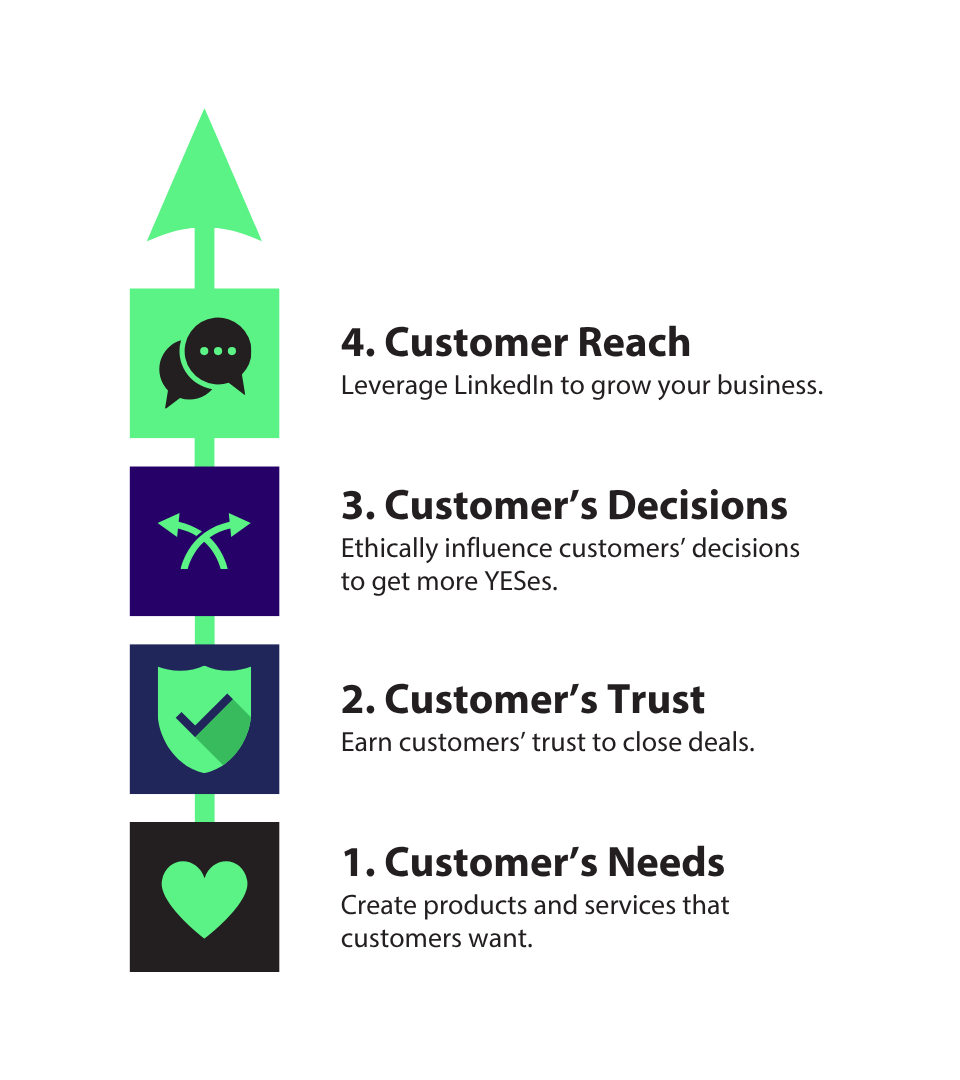 4. Customer Reach
Leverage LinkedIn to grow your business.
3. Customer’s Decisions
Ethically influence customers’ decisions
to get more YESes.
2. Customer’s Trust
Earn customers’ trust to close deals.
1. Customer’s Needs
Create products and services that
customers want.